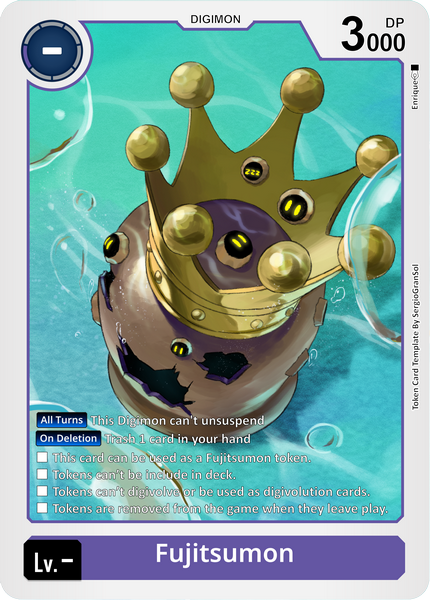 DIGIMON
-
3000
DP
Enrique
Token Card Template By SergioGranSol
zzz
All Turns This Digimon can't unsuspend
On Deletion Trash 1 card in your hand
This card can be used as a Fujitsumon token.
Tokens can't be include in deck.
Tokens can't digivolve or be used as digivolution cards.
Tokens are removed from the game when they leave play.
Lv.-
Fujitsumon